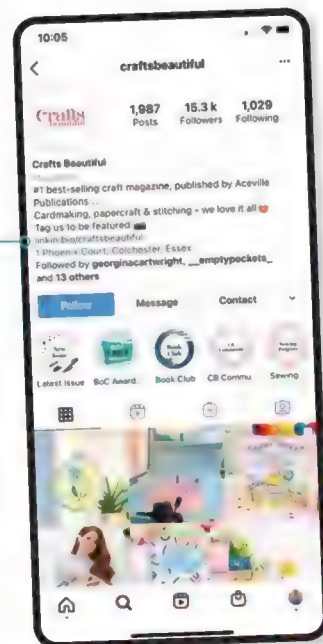 10:05
craftsbeautiful
Crafts
beautiful
1,987 15.3k 1,029
Posts Followers Following
Crafts Beautiful
#1 best-selling craft magazine, published by Aceville
Publications . .
Cardmaking, papercraft & stitching - we love it all
Tag us to be featured
linkin.bio/craftsbeautiful
1 Phoenix Court, Colchester, Essex
Followed by georginacartwright, __emptypockets_
and 13 others
Follow Message Contact
Book
Club
Latest Issue BoC Award.. Book Club CB Commu.. Sewing